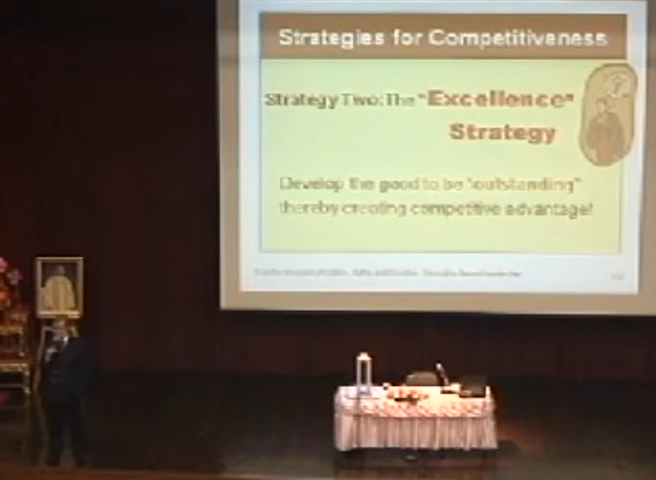 Strategies for Competitiveness
Strategy Two: The "Excellence"
Strategy
Develop the good to be "outstanding"
thereby creating competitive advantage!